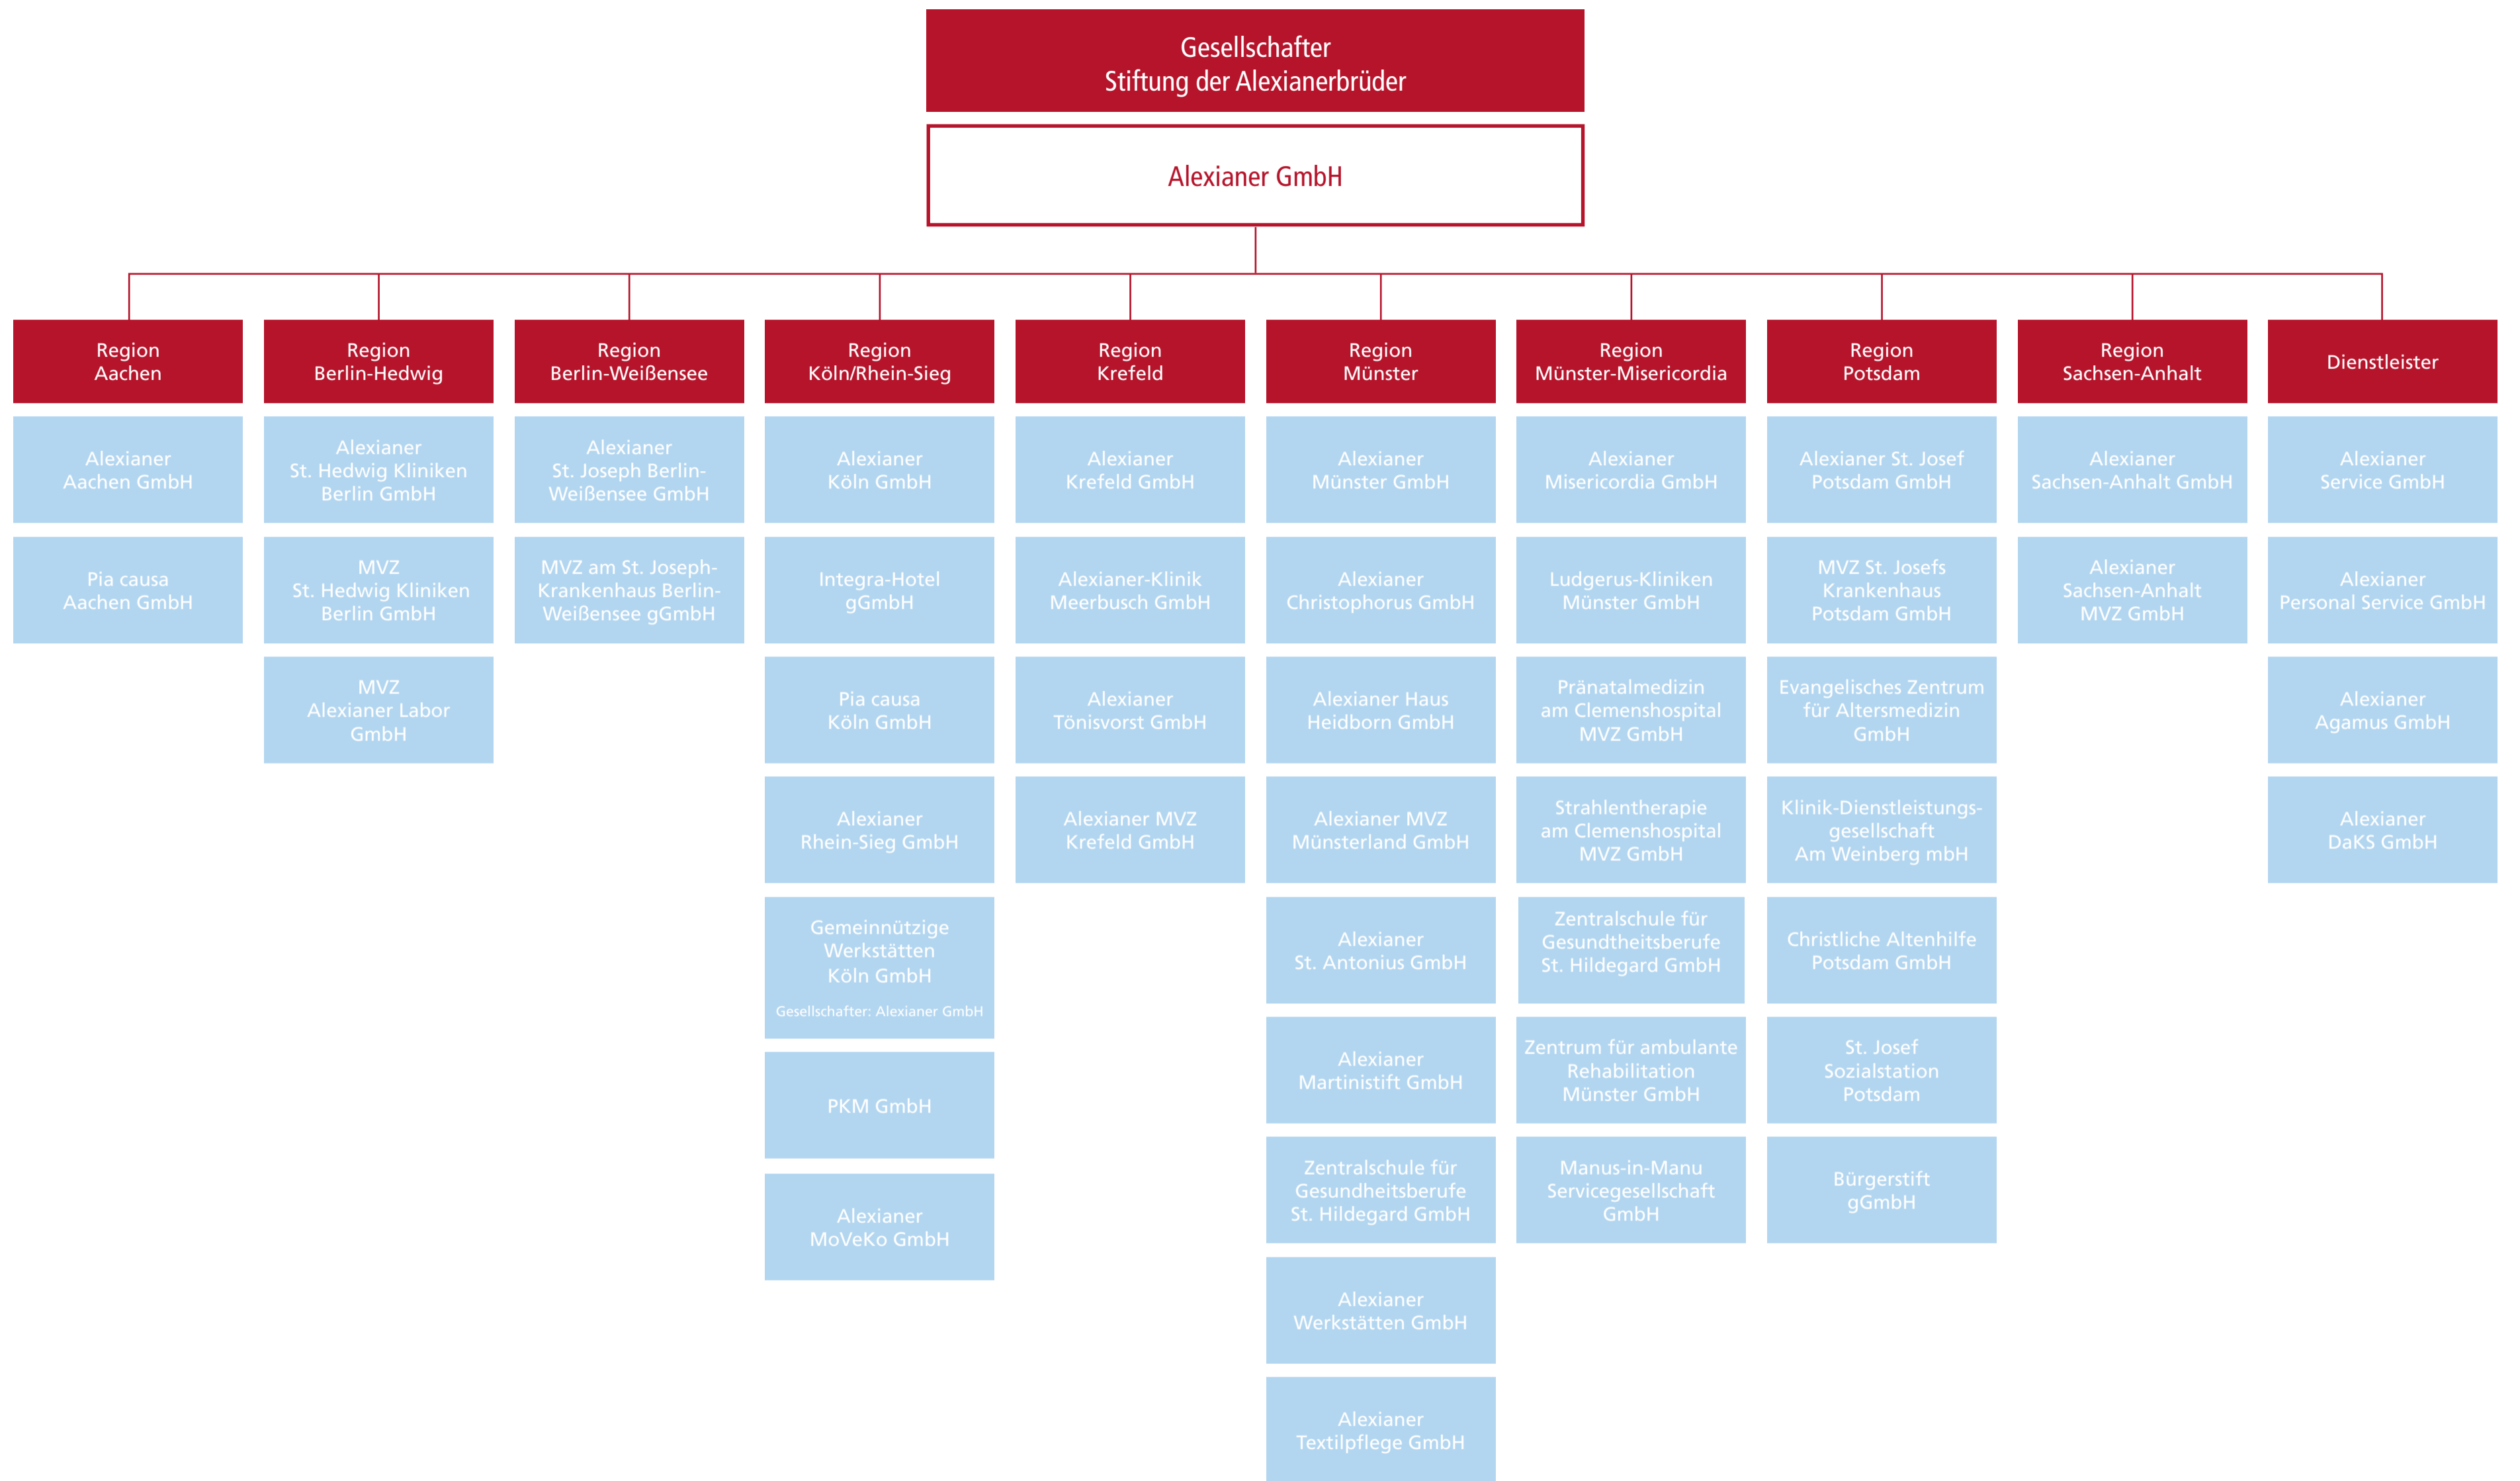 Gesellschafter
Stiftung der Alexianerbrüder
Alexianer GmbH
Region
Aachen
Alexianer
Aachen GmbH
Pia causa
Aachen GmbH
Region
Berlin-Hedwig
Alexianer
St. Hedwig Kliniken
Berlin GmbH
MVZ
St. Hedwig Kliniken
Berlin GmbH
MVZ
Alexianer Labor
GmbH
Region
Berlin-Weißensee
Alexianer
St. Joseph Berlin-
Weißensee GmbH
MVZ am St. Joseph-
Krankenhaus Berlin-
Weißensee gGmbH
Region
Köln/Rhein-Sieg
Alexianer
Köln GmbH
Integra-Hotel
gGmbH
Pia causa
Köln GmbH
Alexianer
Rhein-Sieg GmbH
Gemeinnützige
Werkstätten
Köln GmbH
Gesellschafter: Alexianer GmbH
PKM GmbH
Alexianer
MoVeKo GmbH
Region
Krefeld
Alexianer
Krefeld GmbH
Alexianer-Klinik
Meerbusch GmbH
Alexianer
Tönisvorst GmbH
Alexianer MVZ
Krefeld GmbH
Region
Münster
Alexianer
Münster GmbH
Alexianer
Christophorus GmbH
Alexianer Haus
Heidborn GmbH
Alexianer MVZ
Münsterland GmbH
Alexianer
St. Antonius GmbH
Alexianer
Martinistift GmbH
Zentralschule für
Gesundheitsberufe
St. Hildegard GmbH
Alexianer
Werkstätten GmbH
Alexianer
Textilpflege GmbH
Region
Münster-Misericordia
Alexianer
Misericordia GmbH
Ludgerus-Kliniken
Münster GmbH
Pränatalmedizin
am Clemenshospital
MVZ GmbH
Strahlentherapie
am Clemenshospital
MVZ GmbH
Zentralschule für
Gesundtheitsberufe
St. Hildegard GmbH
Zentrum für ambulante
Rehabilitation
Münster GmbH
Manus-in-Manu
Servicegesellschaft
GmbH
Region
Potsdam
Alexianer St. Josef
Potsdam GmbH
MVZ St. Josefs
Krankenhaus
Potsdam GmbH
Evangelisches Zentrum
für Altersmedizin
GmbH
Klinik-Dienstleistungs-
gesellschaft
Am Weinberg mbH
Christliche Altenhilfe
Potsdam GmbH
St. Josef
Sozialstation
Potsdam
Bürgerstift
gGmbH
Region
Sachsen-Anhalt
Alexianer
Sachsen-Anhalt GmbH
Alexianer
Sachsen-Anhalt
MVZ GmbH
Dienstleister
Alexianer
Service GmbH
Alexianer
Personal Service GmbH
Alexianer
Agamus GmbH
Alexianer
DaKS GmbH